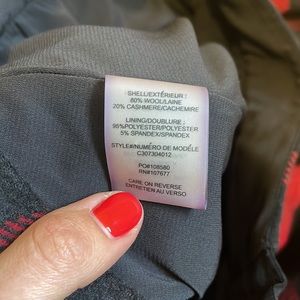 SHELL/EXTÉRIEUR :
80% WOOL/LAINE
20% CASHMERE/CACHEMIRE
LINING/DOUBLURE :
95%POLYESTER/POLYESTER
5% SPANDEX/SPANDEX
STYLE#/NUMÉRO DE MODÈLE
C307304012
PO#108580
RN#107677
CARE ON REVERSE
ENTRETIEN AU VERSO